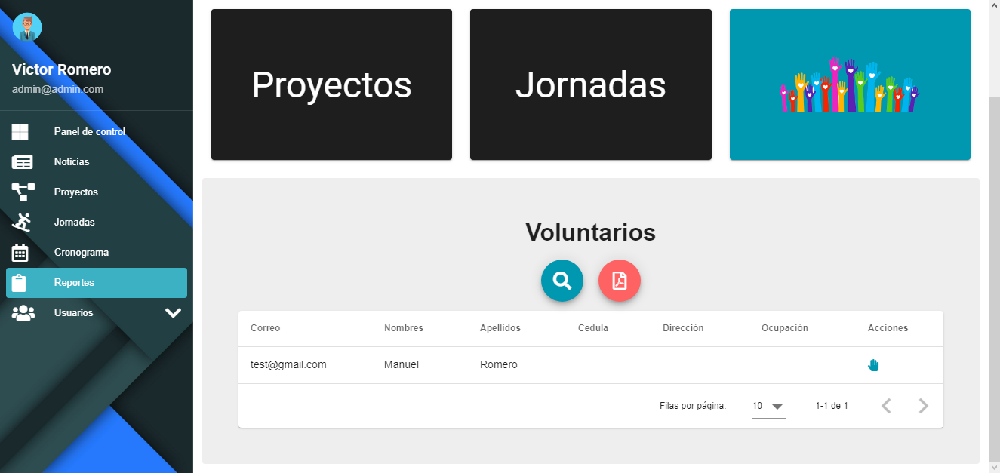 Victor Romero
admin@admin.com
Panel de control
Noticias
Proyectos
Jornadas
Cronograma
Reportes
Usuarios
Proyectos
Jornadas
Voluntarios
Correo Nombres Apellidos Cedula Dirección Ocupación Acciones
test@gmail.com Manuel Romero
Filas por página: 10 1-1 de 1